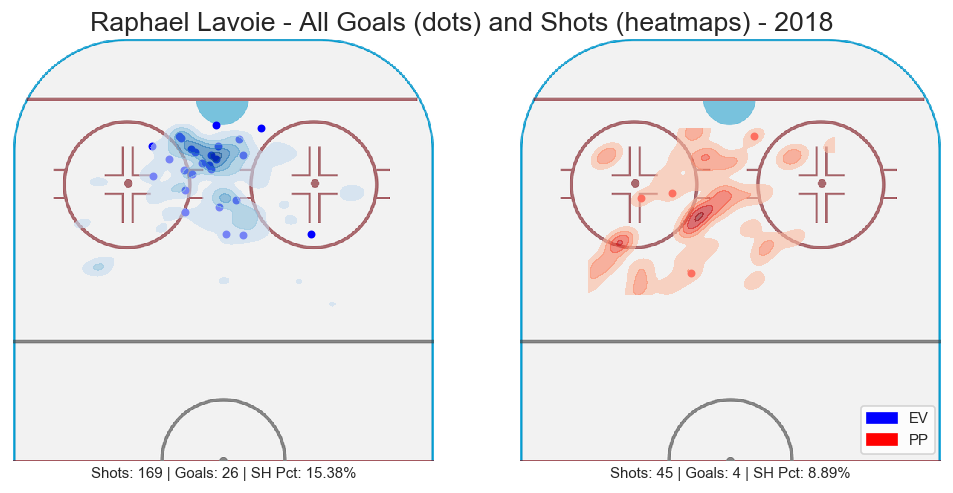 Raphael Lavoie - All Goals (dots) and Shots (heatmaps) - 2018
EV
PP
Shots: 169 | Goals: 26 | SH Pct: 15.38%
Shots: 45 | Goals: 4 | SH Pct: 8.89%